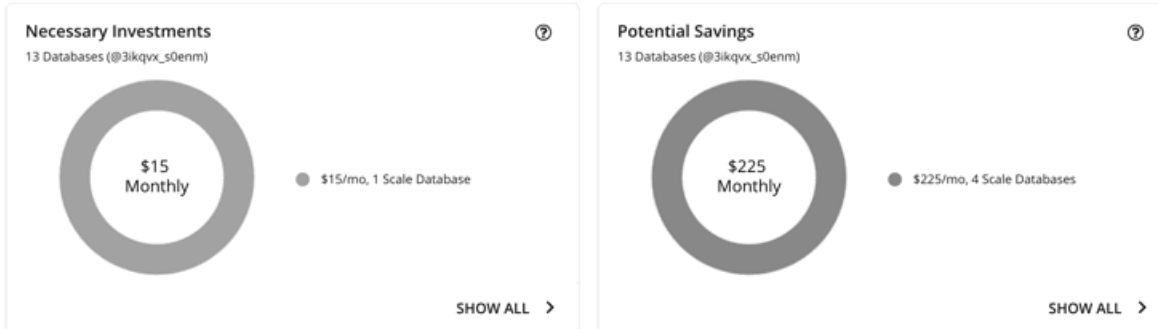 Necessary Investments
13 Databases (@3ikqvx_s0enm)
$15
Monthly
$15/mo, 1 Scale Database
SHOW ALL
Potential Savings
13 Databases (@3ikqvx_s0enm)
$225
Monthly
$225/mo, 4 Scale Databases
SHOW ALL